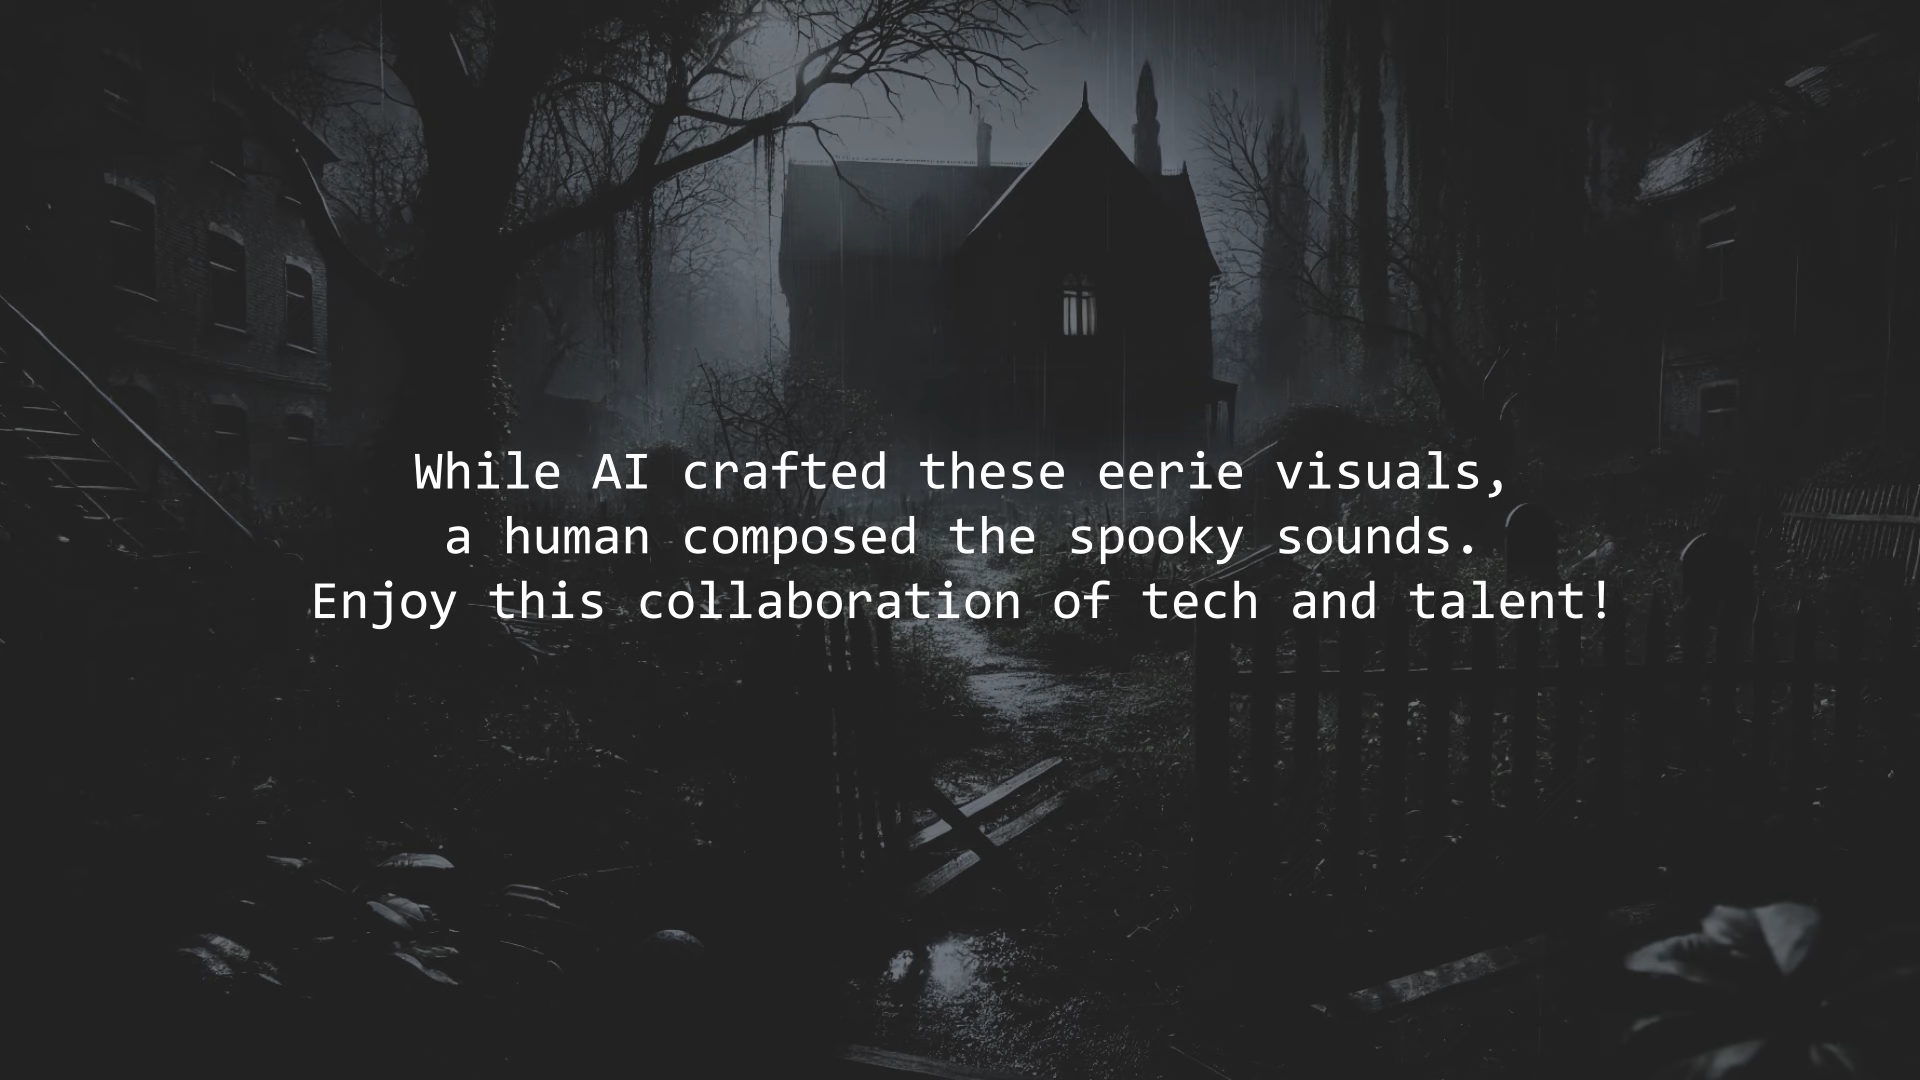 While AI crafted these eerie visuals,
a human composed the spooky sounds.
Enjoy this collaboration of tech and talent!